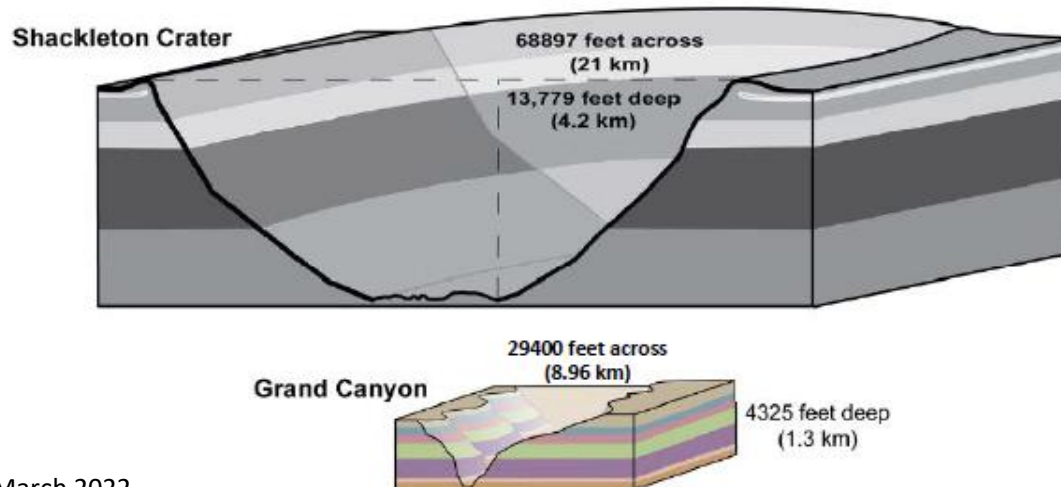 Shackleton Crater
68897 feet across
(21 km)
13,779 feet deep
(4.2 km)
29400 feet across
(8.96 km)
Grand Canyon
4325 feet deep
(1.3 km)
March 2022